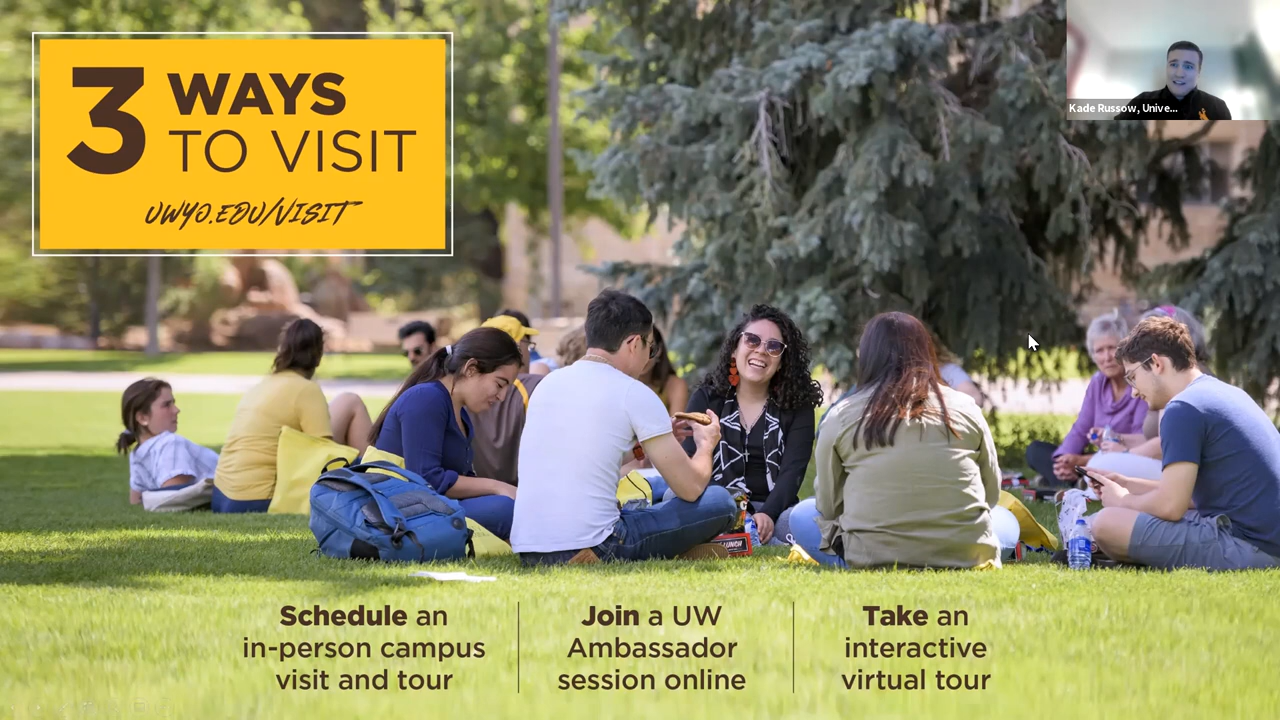 3 WAYS
TO VISIT
UWYO.EDU/VISIT
Kade Russow, Unive...
LUNCH
Schedule an
in-person campus
visit and tour
Join a UW
Ambassador
session online
Take an
interactive
virtual tour